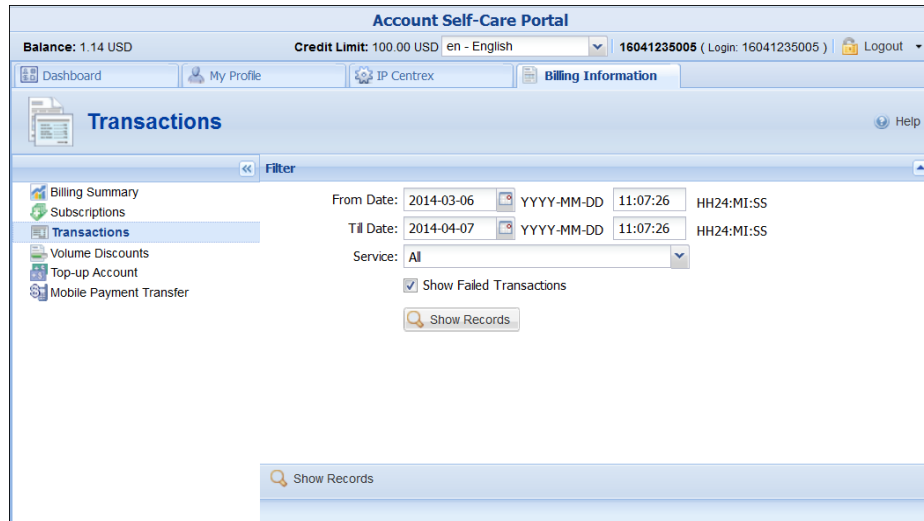 Account Self-Care Portal
Balance: 1.14 USD Credit Limit: 100.00 USD en - English 16041235005 ( Login: 16041235005 ) Logout
Dashboard My Profile IP Centrex Billing Information
Transactions Help
Filter
Billing Summary
Subscriptions
Transactions
Volume Discounts
Top-up Account
Mobile Payment Transfer
From Date: 2014-03-06 YYYY-MM-DD 11:07:26 HH24:MI:SS
Till Date: 2014-04-07 YYYY-MM-DD 11:07:26 HH24:MI:SS
Service: All
Show Failed Transactions
Show Records
Show Records